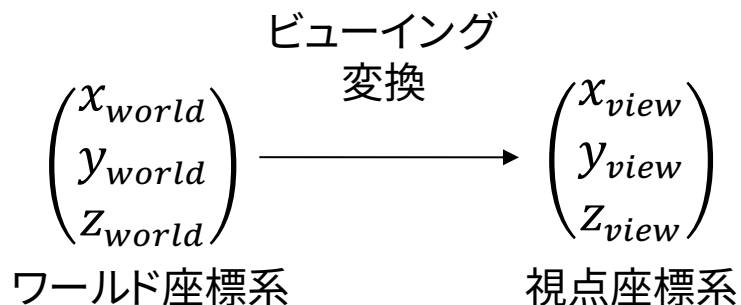 ビューイング
変換
x_world
y_world
z_world
x_view
y_view
z_view
ワールド座標系
視点座標系